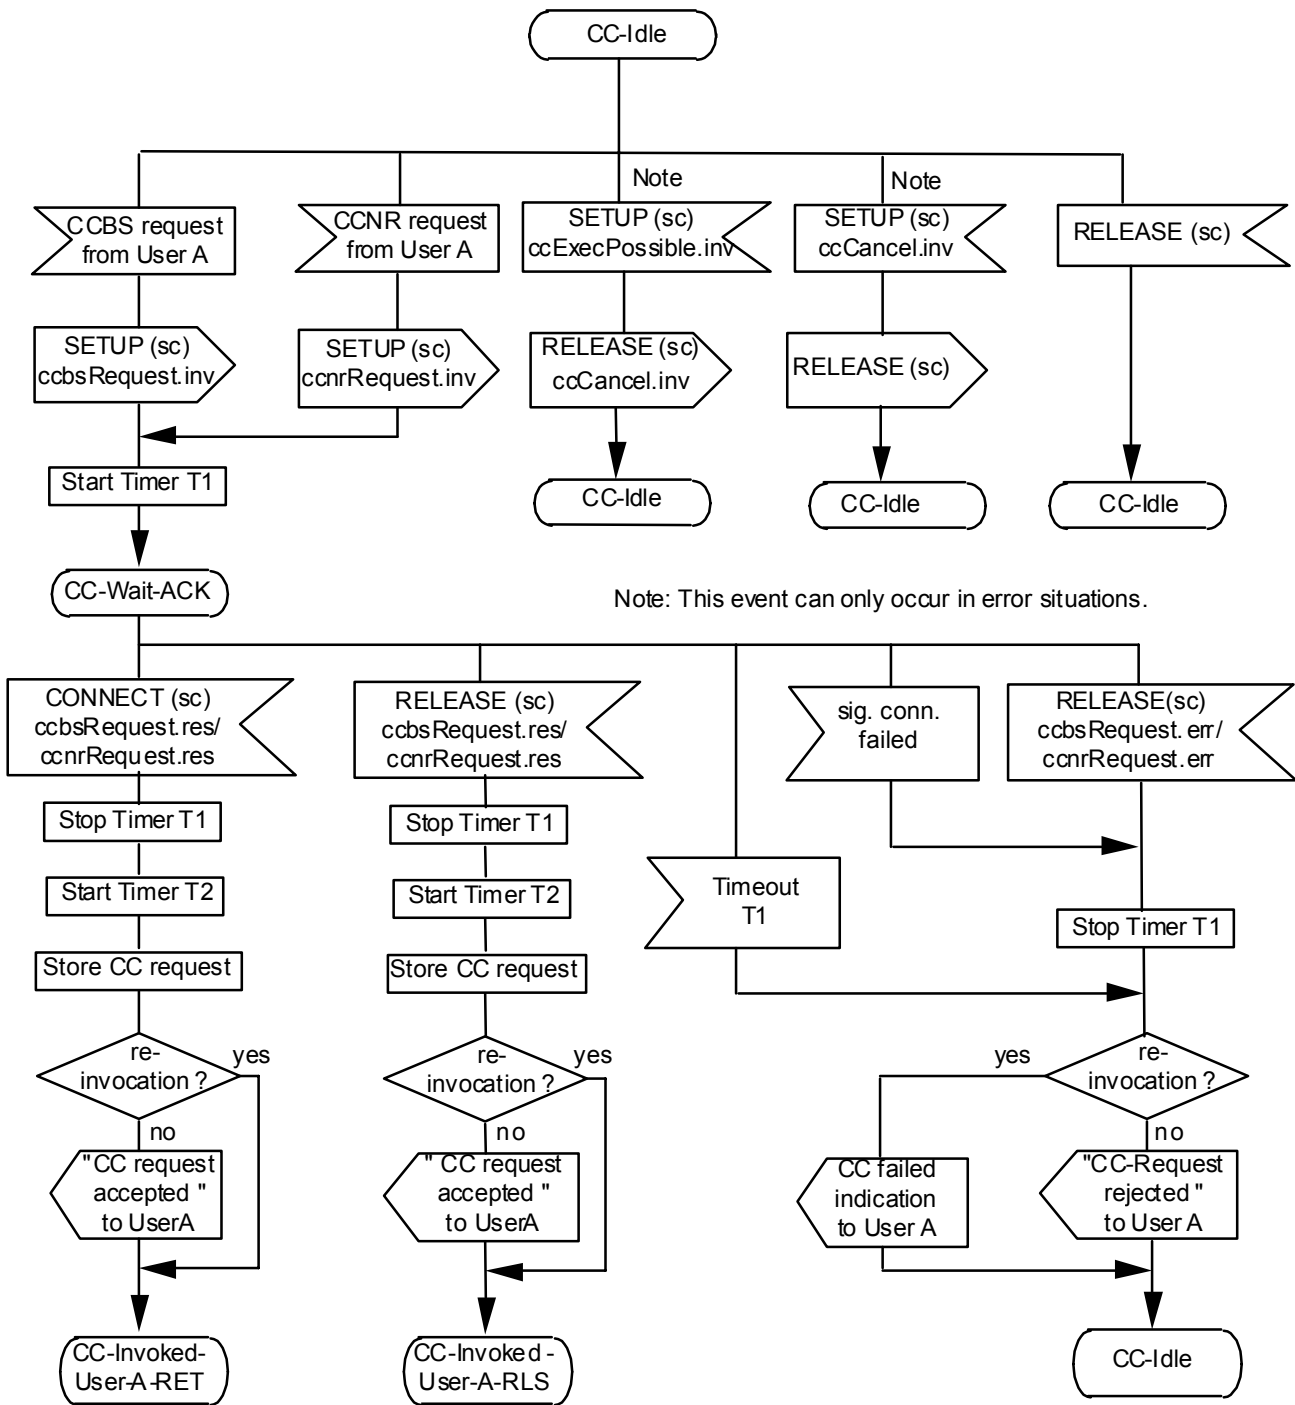 CC-Idle
Note
Note
CCBS request
from User A
CCNR request
from User A
SETUP (sc)
ccExecPossible.inv
SETUP (sc)
ccCancel.inv
RELEASE (sc)
SETUP (sc)
ccbsRequest.inv
SETUP (sc)
ccnrRequest.inv
RELEASE (sc)
ccCancel.inv
RELEASE (sc)
Start Timer T1
CC-Idle
CC-Idle
CC-Idle
CC-Wait-ACK
Note: This event can only occur in error situations.
CONNECT (sc)
ccbsRequest.res/
ccnrRequest.res
RELEASE (sc)
ccbsRequest.res/
ccnrRequest.res
sig. conn.
failed
RELEASE(sc)
ccbsRequest.err/
ccnrRequest.err
Stop Timer T1
Stop Timer T1
Start Timer T2
Start Timer T2
Timeout
T1
Stop Timer T1
Store CC request
Store CC request
re-
invocation ?
yes
no
re-
invocation ?
yes
no
yes
re-
invocation ?
no
"CC request
accepted "
to UserA
" CC request
accepted "
to UserA
CC failed
indication
to User A
"CC-Request
rejected "
to User A
CC-Invoked-
User-A-RET
CC-Invoked -
User-A-RLS
CC-Idle